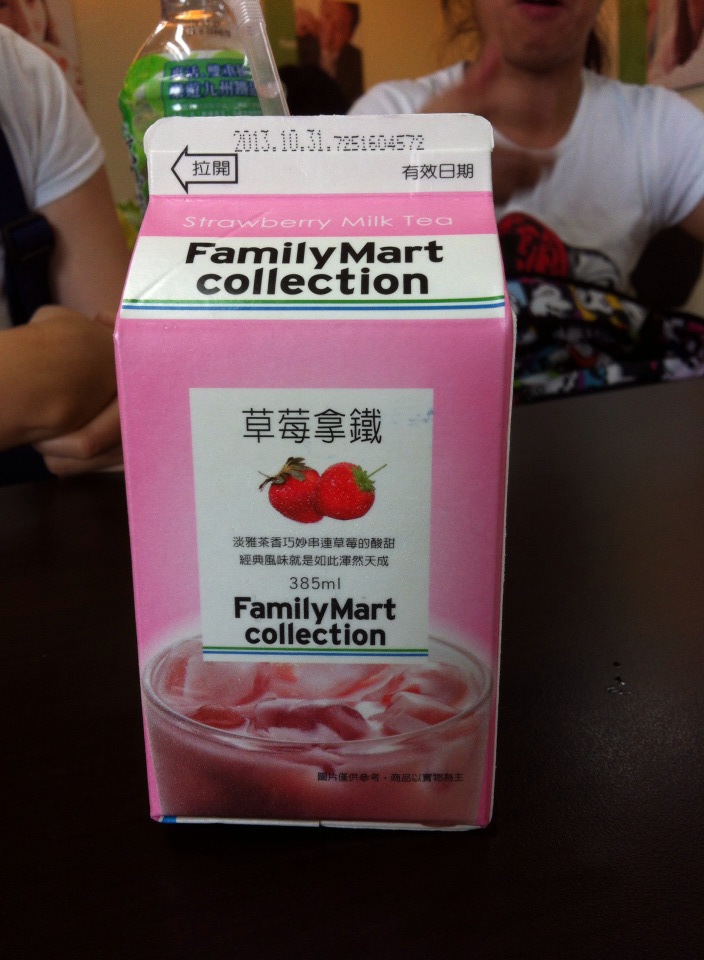 2013.10.31.7251604572
拉開
有效日期
Strawberry Milk Tea
FamilyMart
collection
草莓拿鐵
淡雅茶香巧妙串連草莓的酸甜
經典風味就是如此渾然天成
385ml
FamilyMart
collection
圖片僅供參考，商品以實物為主